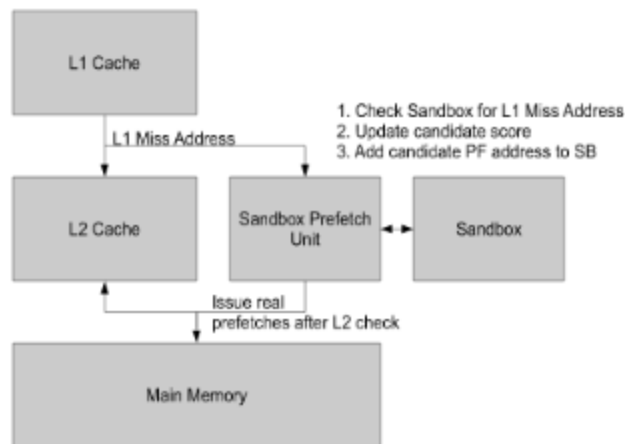 L1 Cache
1. Check Sandbox for L1 Miss Address
2. Update candidate score
3. Add candidate PF address to SB
L1 Miss Address
L2 Cache
Sandbox Prefetch
Unit
Sandbox
Issue real
prefetches after L2 check
Main Memory